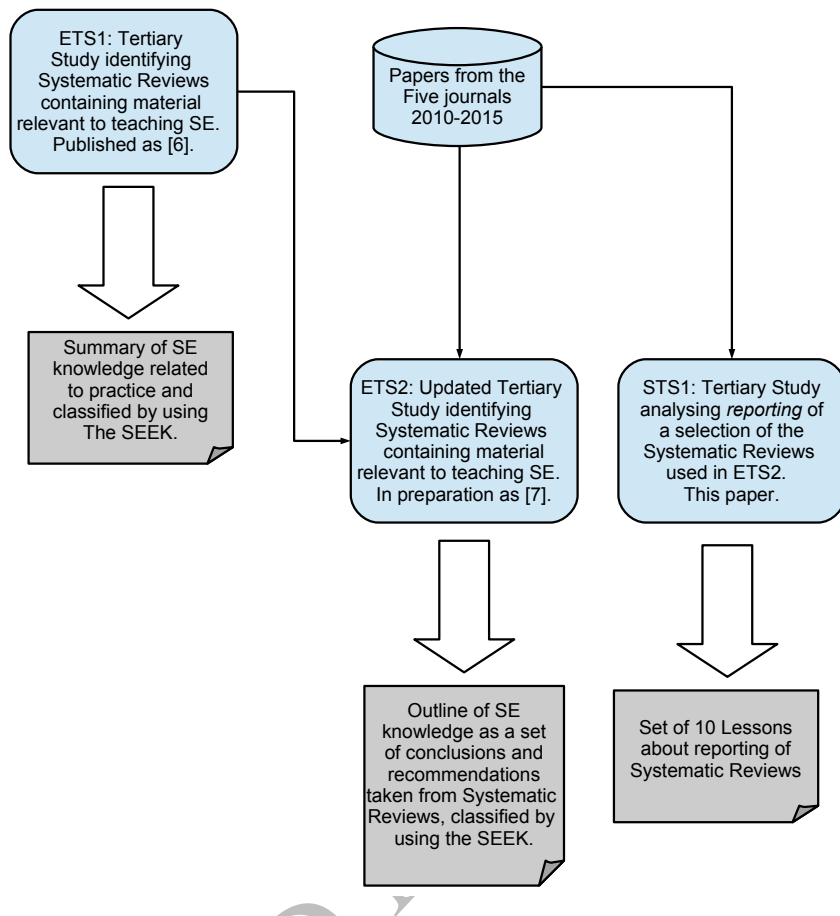 ETS1: Tertiary
Study identifying
Systematic Reviews
containing material
relevant to teaching SE.
Published as [6].
Papers from the
Five journals
2010-2015
Summary of SE
knowledge related
to practice and
classified by using
The SEEK.
ETS2: Updated Tertiary
Study identifying
Systematic Reviews
containing material
relevant to teaching SE.
In preparation as [7].
STS1: Tertiary Study
analysing reporting of
a selection of the
Systematic Reviews
used in ETS2.
This paper.
Outline of SE
knowledge as a set
of conclusions and
recommendations
taken from Systematic
Reviews, classified by
using the SEEK.
Set of 10 Lessons
about reporting of
Systematic Reviews